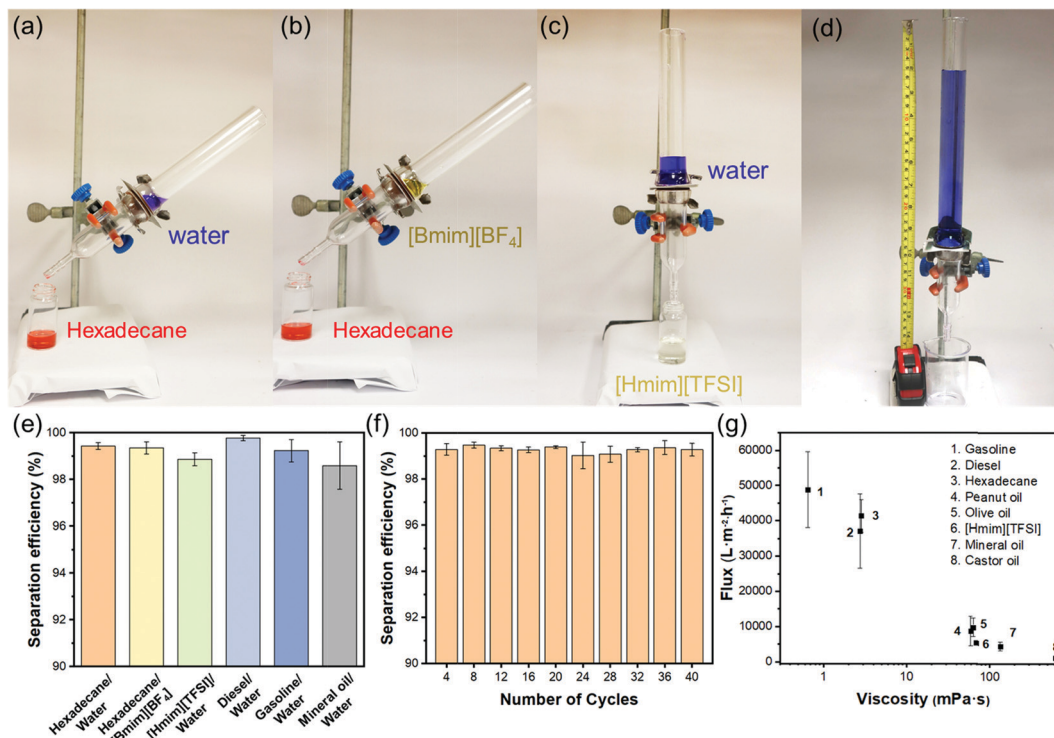 (a)
(b)
(c)
(d)
water
[Bmim][BF₄]
water
Hexadecane
Hexadecane
[Hmim][TFSI]
(e)
(f)
(g)
Separation efficiency (%)
100
98
96
94
92
90
Hexadecane/
Water
Hexadecane/
[Bmim][BF₄]
[Hmim][TFSI]/
Water
Diesel/
Water
Gasoline/
Water
Mineral oil/
Water
Separation efficiency (%)
100
99
98
96
95
94
93
92
91
90
4 8 12 16 20 24 28 32 36 40
Number of Cycles
Flux (L·m⁻²·h⁻¹)
60000
50000
40000
30000
20000
10000
0
1 10 100
Viscosity (mPa·s)
1. Gasoline
2. Diesel
3. Hexadecane
4. Peanut oil
5. Olive oil
6. [Hmim][TFSI]
7. Mineral oil
8. Castor oil
1
2
3
4
5
6
7